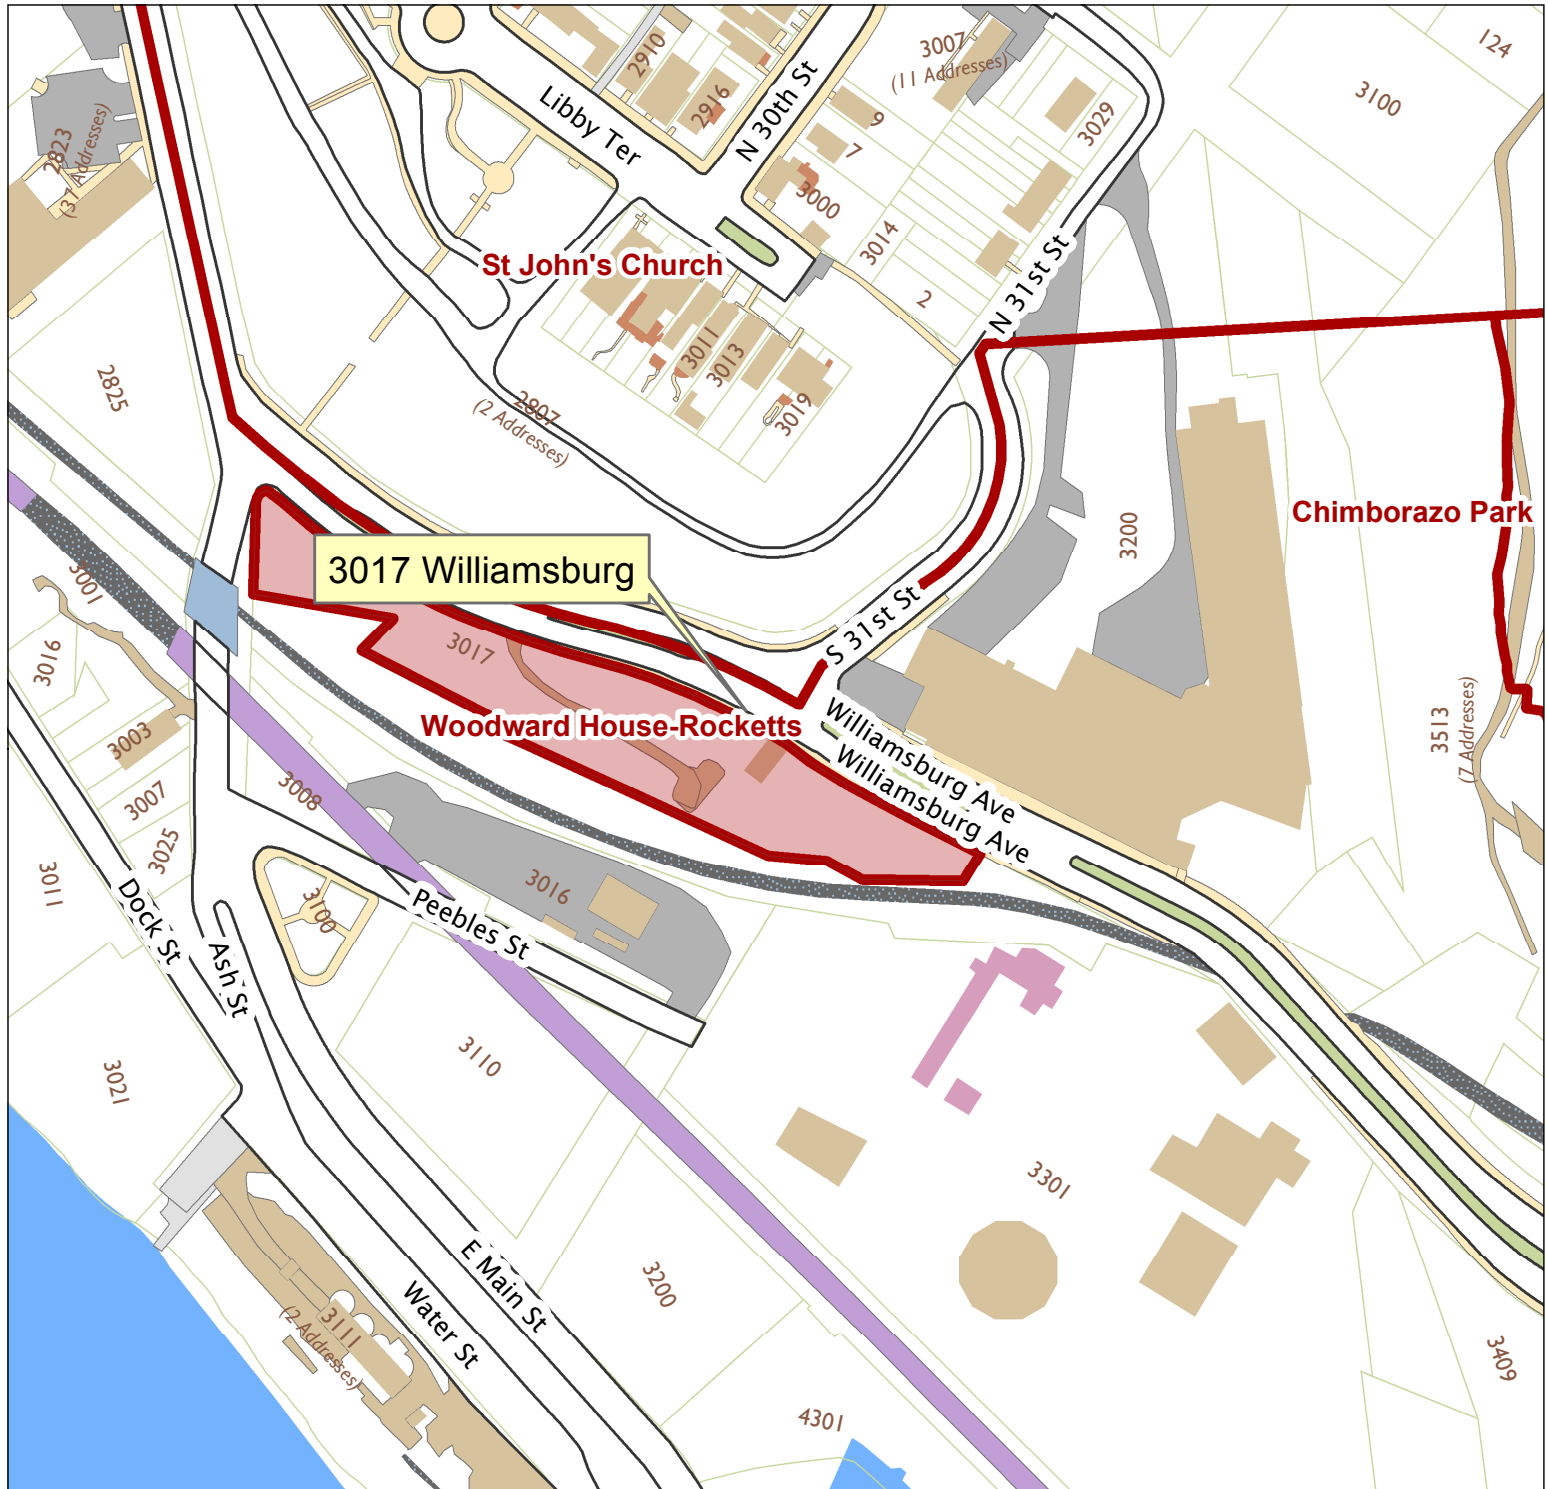 124
3007
(11 Addresses)
2910
3100
2916
Libby Ter
N 30th St
3029
9
2823
(37 Addresses)
7
3000
3014
St John's Church
2
N 31st St
3011
3013
2825
3019
2807
(2 Addresses)
Chimborazo Park
3200
3017 Williamsburg
3001
S 31st St
3016
3017
Woodward House-Rocketts
Williamsburg Ave
Williamsburg Ave
3513
(7 Addresses)
3003
3008
3007
3025
3011
3016
3100
Peebles St
Dock St
Ash St
3110
3021
3301
E Main St
3200
Water St
3111
(2 Addresses)
3409
4301